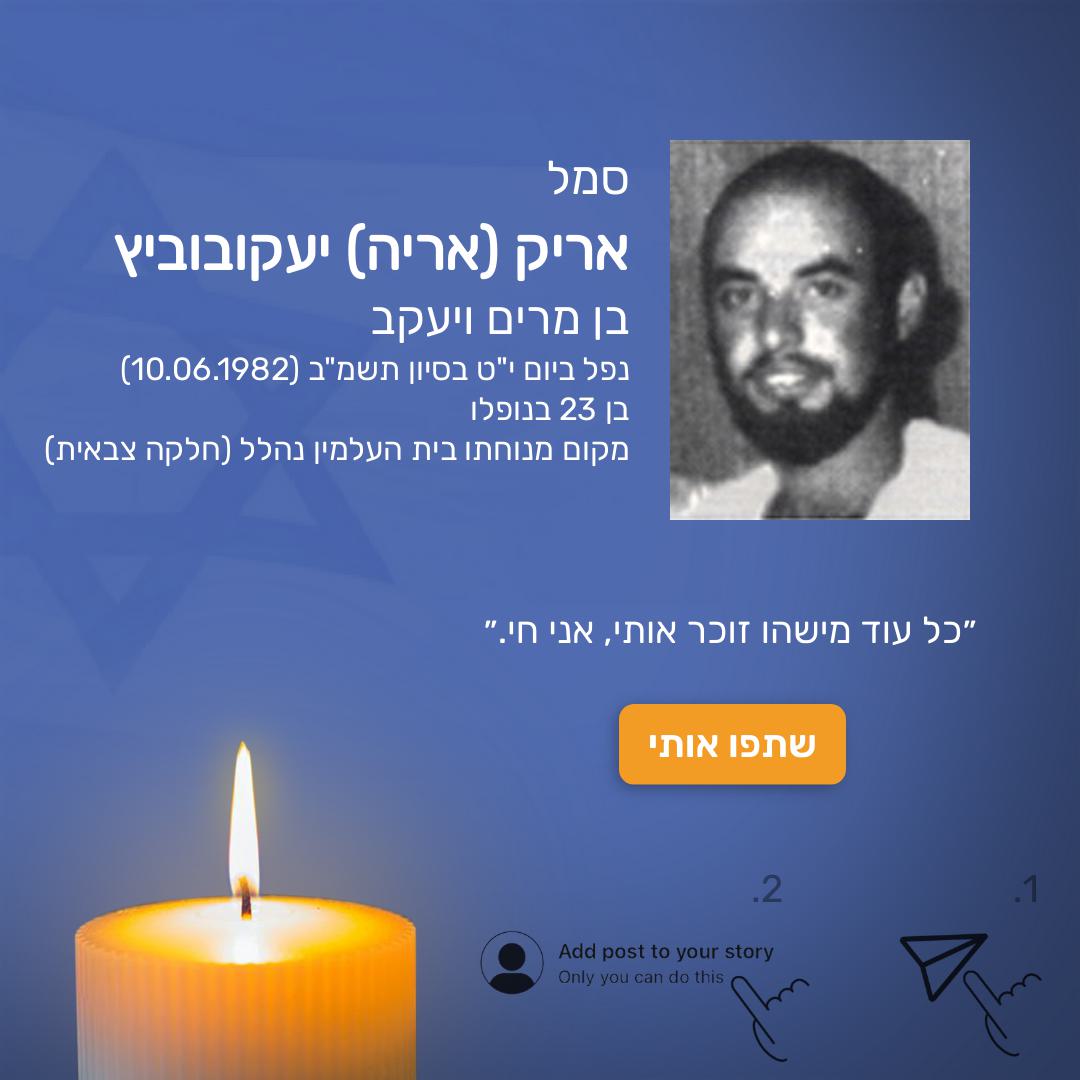 סמל
אריק (אריה) יעקובוביץ
בן מרים ויעקב
נפל ביום י"ט בסיון תשמ"ב (10.06.1982)
בן 23 בנופלו
מקום מנוחתו בית העלמין נהלל (חלקה צבאית)
״כל עוד מישהו זוכר אותי, אני חי.״
שתפו אותי
.1
.2
Add post to your story
Only you can do this